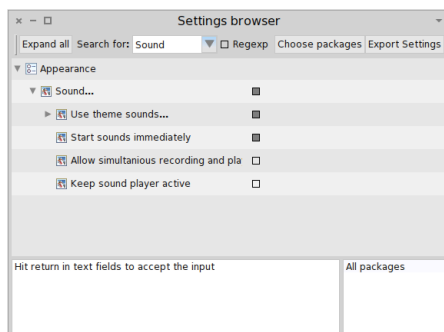 Settings browser
Expand all Search for: Sound Regexp Choose packages Export Settings
Appearance
Sound...
Use theme sounds...
Start sounds immediately
Allow simultanious recording and pla
Keep sound player active
Hit return in text fields to accept the input
All packages